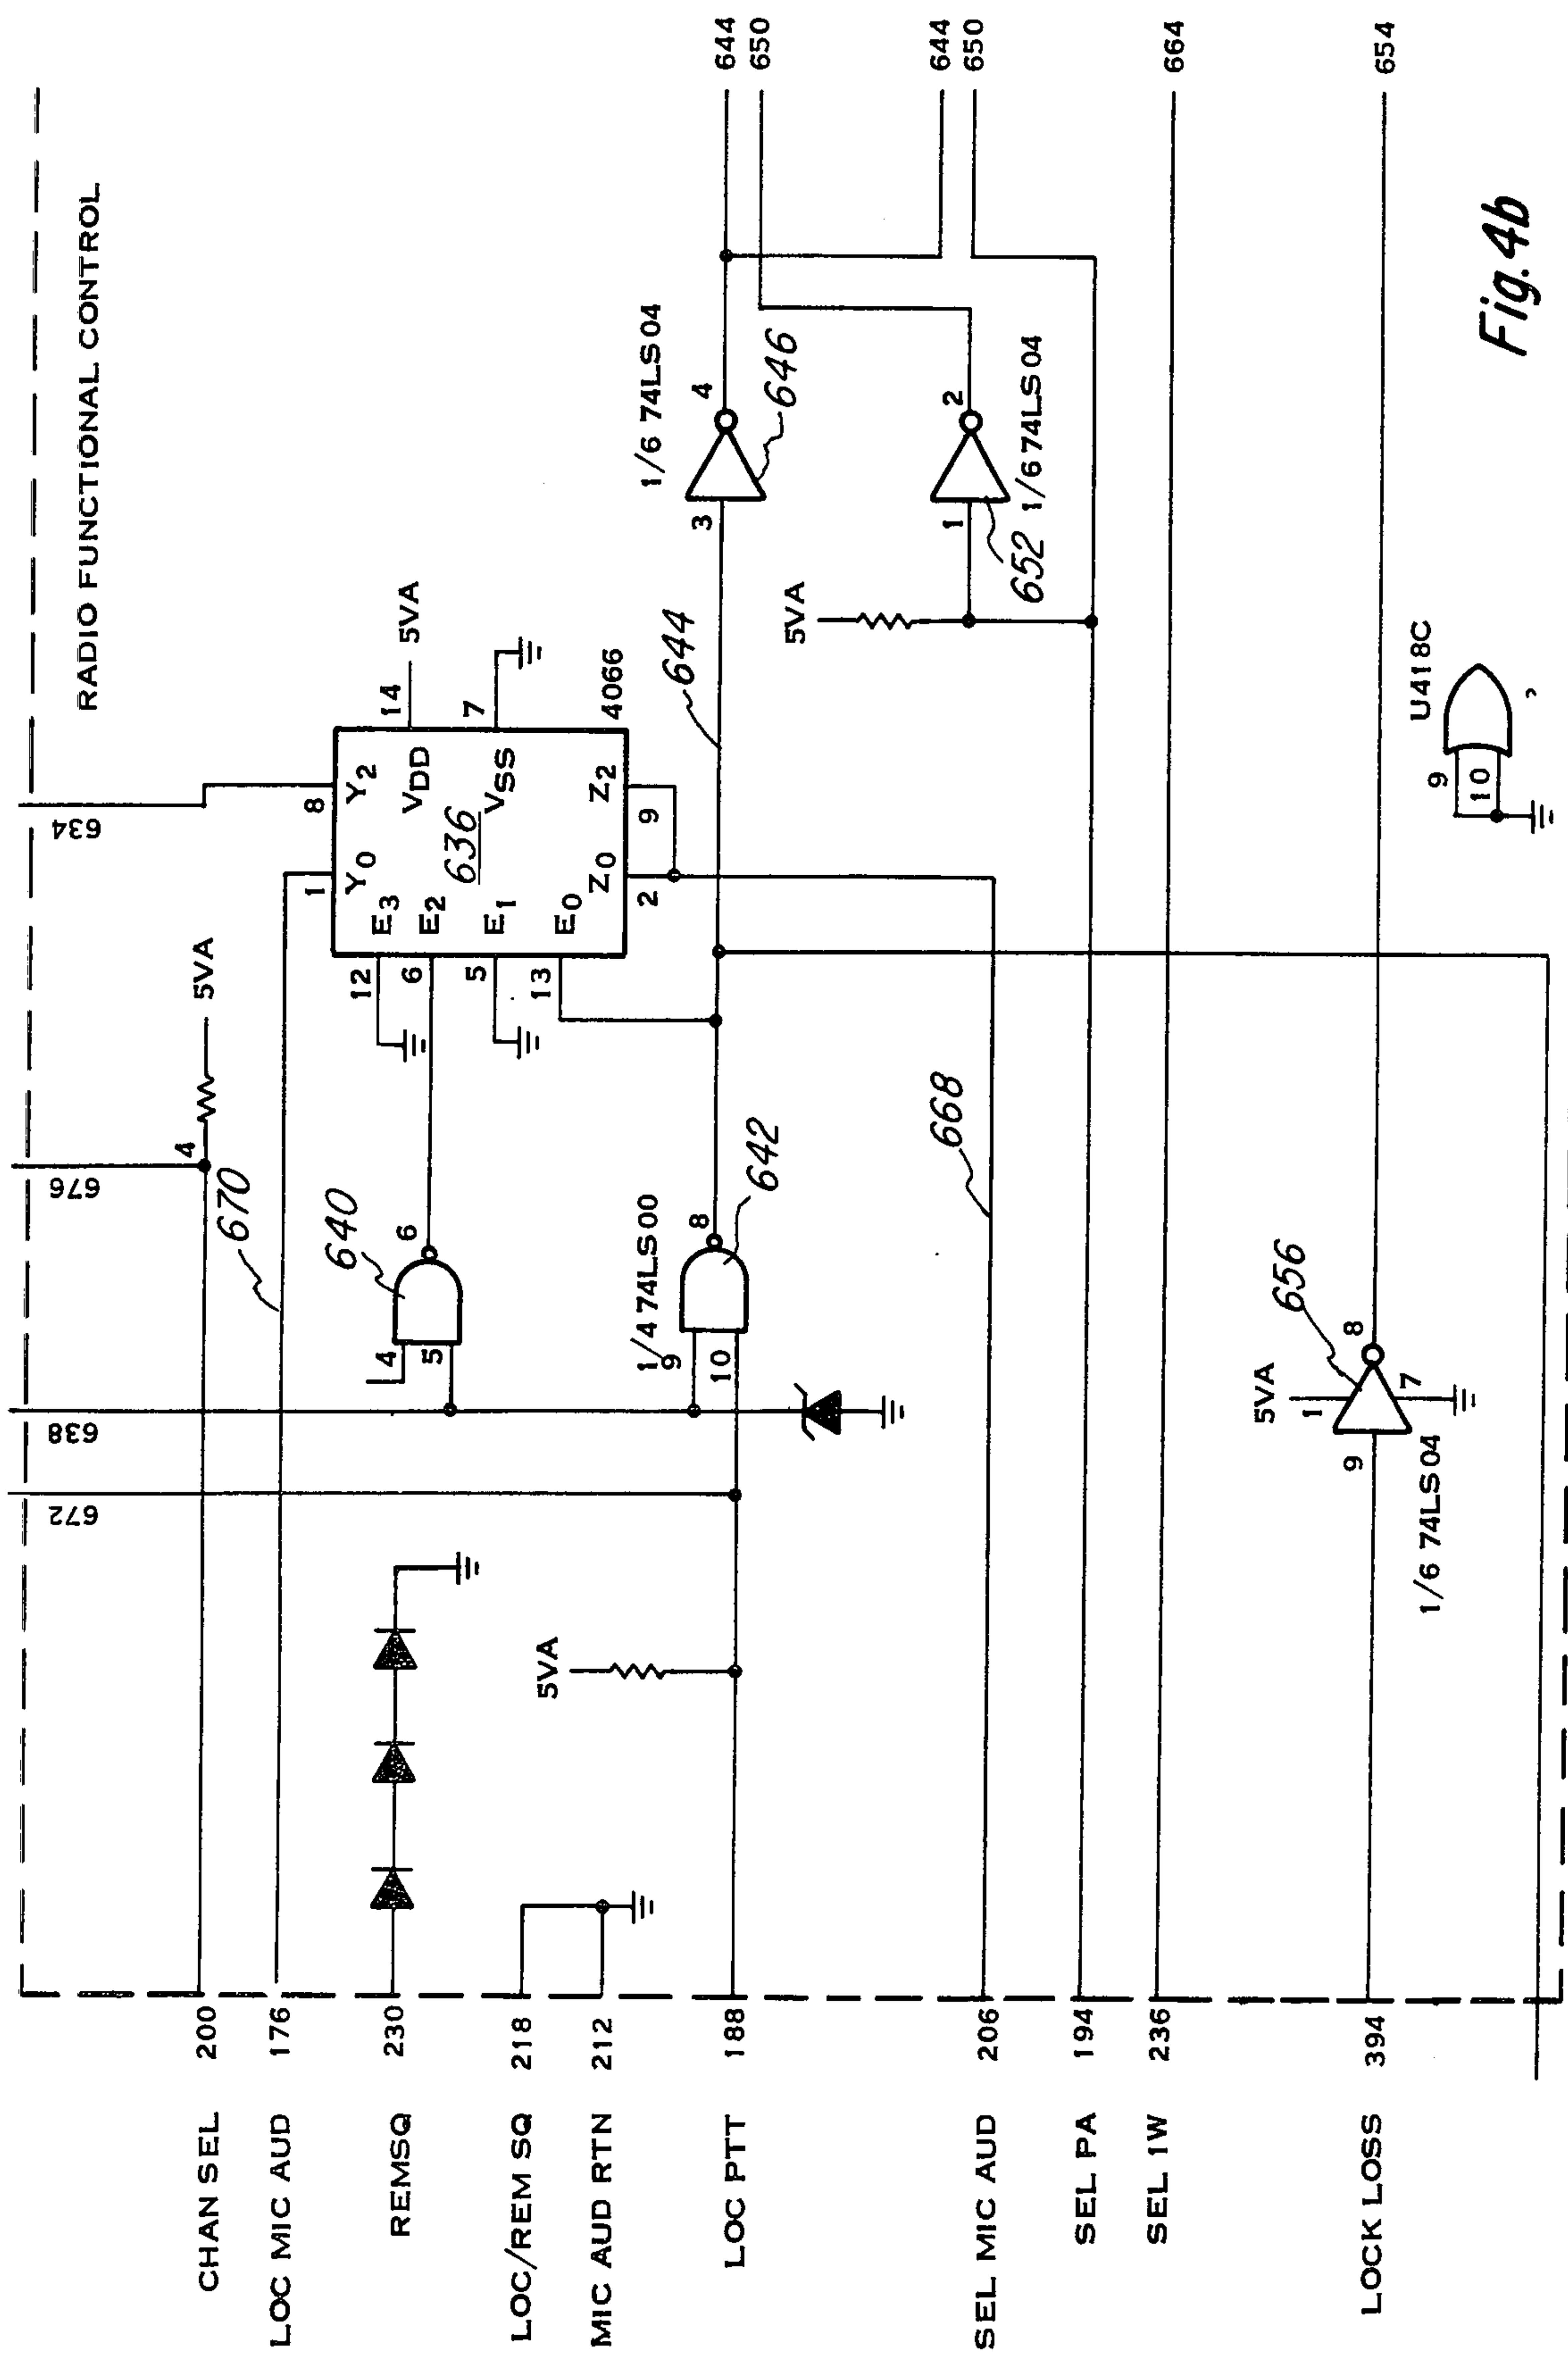 RADIO FUNCTIONAL CONTROL
CHAN SEL 200
LOC MIC AUD 176
REMSQ 230
LOC/REM SQ 218
MIC AUD RTN 212
LOC PTT 188
SEL MIC AUD 206
SEL PA 194
SEL 1W 236
LOCK LOSS 394
672
638
676
634
670
4
5VA
640
4
5
6
1/4 74LS00
9
10
8
642
5VA
668
12
6
5
13
1
8
Y0
Y2
E3
E2
E1
E0
636
VDD
VSS
Z0
Z2
14
5VA
7
4066
2
9
644
3
4
1/6 74LS04
646
5VA
1
2
652
1/6 74LS04
644
650
644
650
664
654
9
5VA
1
8
7
656
1/6 74LS04
U418C
9
10
Fig. 4b